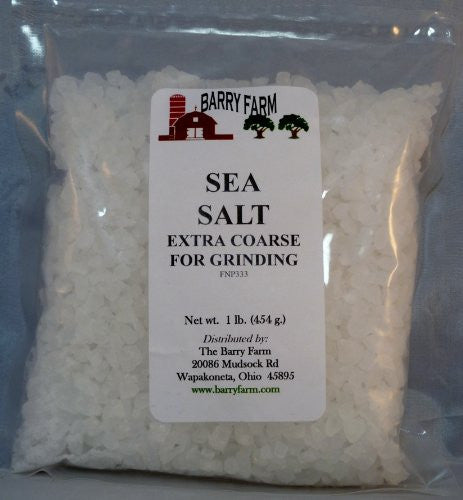 BARRY FARM
SEA
SALT
EXTRA COARSE
FOR GRINDING
FNP333
Net wt. 1 lb. (454 g.)
Distributed by:
The Barry Farm
20086 Mudsock Rd
Wapakoneta, Ohio 45895
www.barryfarm.com